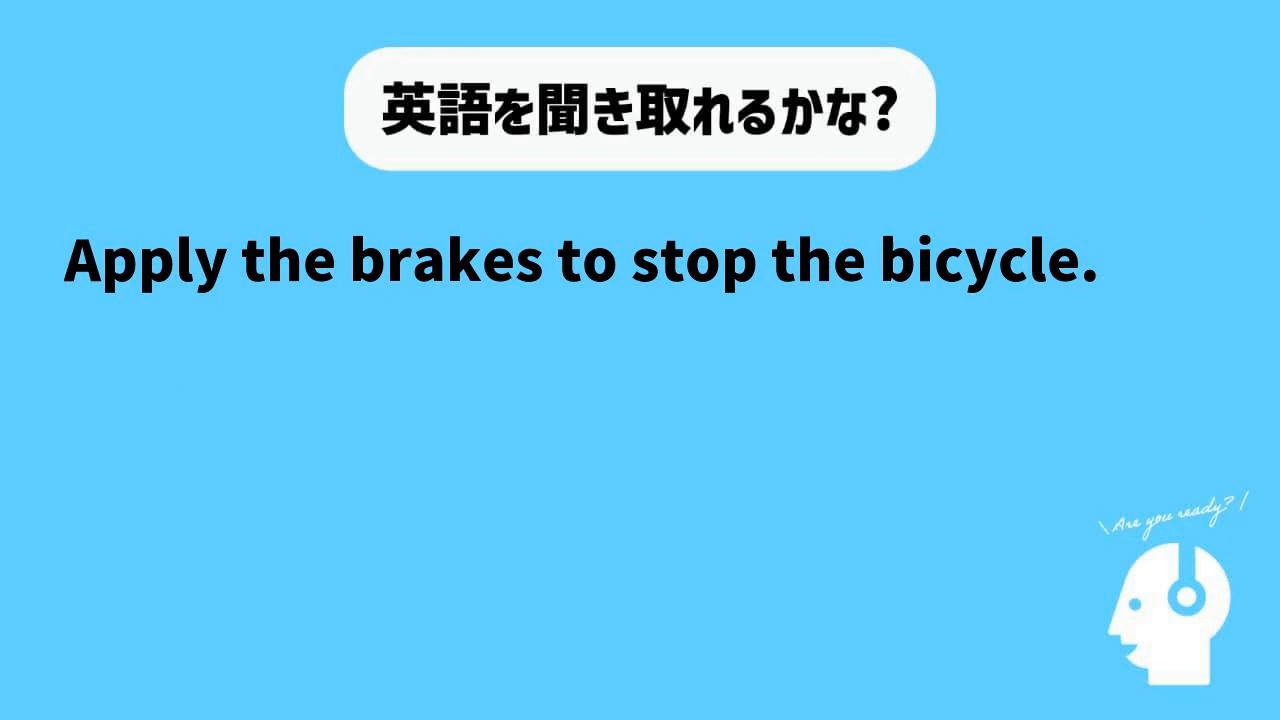 英語を聞き取れるかな?
Apply the brakes to stop the bicycle.
\Are you ready?/